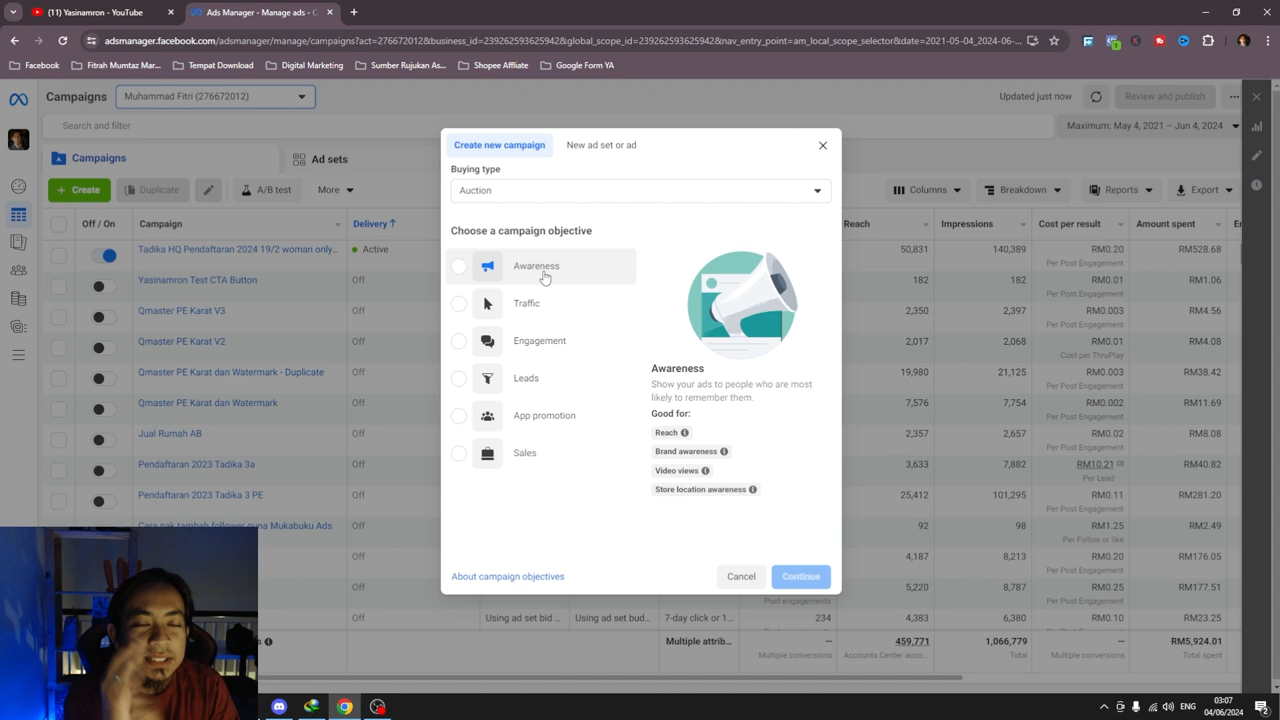 (11) Yasinamron - YouTube
Ads Manager - Manage ads - C
adsmanager.facebook.com/adsmanager/manage/campaigns?act=276672012&business_id=239262593625942&global_scope_id=239262593625942&nav_entry_point=am_local_scope_selector&date=2021-05-04_2024-06-...
Facebook
Fitrah Mumtaz Mar...
Tempat Downlaod
Digital Marketing
Sumber Rujukan As...
Shopee Affliate
Google Form YA
Campaigns
Muhammad Fitri (276672012)
Updated just now
Review and publish
Search and filter
Maximum: May 4, 2021 – Jun 4, 2024
Campaigns
Ad sets
+ Create
Duplicate
A/B test
More
Columns
Breakdown
Reports
Export
Off / On
Campaign
Delivery
Reach
Impressions
Cost per result
Amount spent
Tadika HQ Pendaftaran 2024 19/2 woman only...
Active
50,831
140,389
RM0.20
RM528.68
Per Post Engagement
Yasinamron Test CTA Button
Off
182
182
RM0.01
RM1.06
Per Post Engagement
Qmaster PE Karat V3
Off
2,350
2,397
RM0.003
RM4.56
Per Post Engagement
Qmaster PE Karat V2
Off
2,017
2,068
RM0.01
RM4.08
Cost per ThruPlay
Qmaster PE Karat dan Watermark - Duplicate
Off
19,980
21,125
RM0.003
RM38.42
Per Post Engagement
Qmaster PE Karat dan Watermark
Off
7,576
7,754
RM0.002
RM11.69
Per Post Engagement
Jual Rumah AB
Off
2,357
2,657
RM0.02
RM8.08
Per Post Engagement
Pendaftaran 2023 Tadika 3a
Off
3,633
7,882
RM10.21 [2]
RM40.82
Per Lead
Pendaftaran 2023 Tadika 3 PE
Off
25,412
101,295
RM0.11
RM281.20
Per Post Engagement
Cara nak tambah follower guna Mukabuku Ads
Off
92
98
RM1.25
RM2.49
Per Follow or like
Off
4,187
8,213
RM0.20
RM176.05
Per Post Engagement
Off
5,220
8,787
RM0.25
RM177.51
Post engagements
Per Post Engagement
Off
Using ad set bid ...
Using ad set bud...
7-day click or 1...
234
4,383
6,380
RM0.10
RM23.25
Multiple attrib...
—
459,771
1,066,779
—
RM5,924.01
Multiple conversions
Accounts Center acco...
Total
Multiple conversions
Total spent
Create new campaign
New ad set or ad
Buying type
Auction
Choose a campaign objective
Awareness
Traffic
Engagement
Leads
App promotion
Sales
Awareness
Show your ads to people who are most
likely to remember them.
Good for:
Reach
Brand awareness
Video views
Store location awareness
About campaign objectives
Cancel
Continue
ENG
03:07
04/06/2024